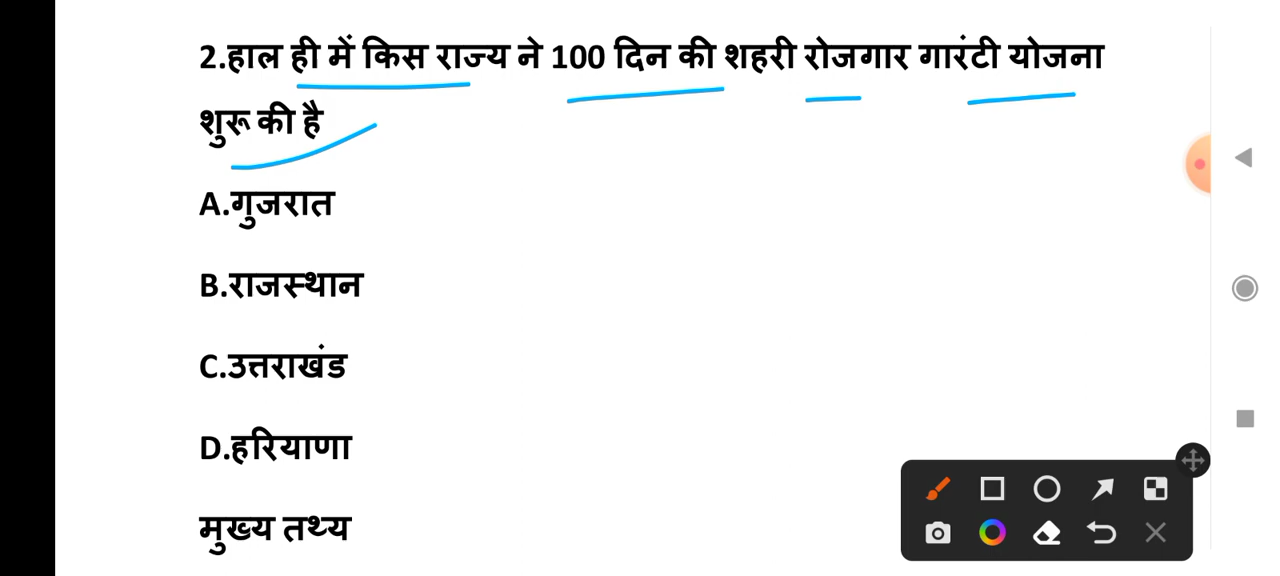 2.हाल ही में किस राज्य ने 100 दिन की शहरी रोजगार गारंटी योजना
शुरू की है
A.गुजरात
B.राजस्थान
C.उत्तराखंड
D.हरियाणा
मुख्य तथ्य